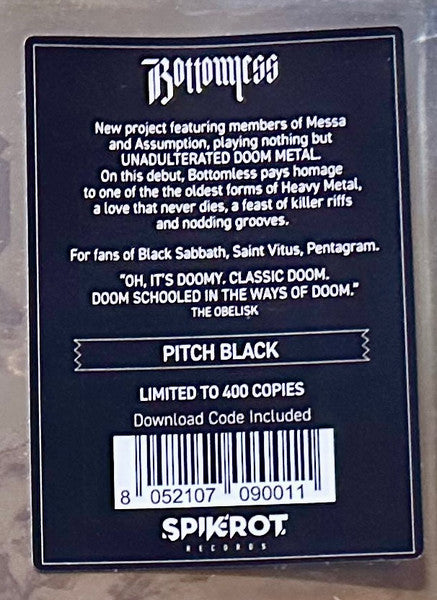 Bottomless
New project featuring members of Messa
and Assumption, playing nothing but
UNADULTERATED DOOM METAL.
On this debut, Bottomless pays homage
to one of the the oldest forms of Heavy Metal,
a love that never dies, a feast of killer riffs
and nodding grooves.
For fans of Black Sabbath, Saint Vitus, Pentagram.
"OH, IT'S DOOMY. CLASSIC DOOM.
DOOM SCHOOLED IN THE WAYS OF DOOM."
THE OBELISK
PITCH BLACK
LIMITED TO 400 COPIES
Download Code Included
8 052107 090011
SPIKEROT
RECORDS